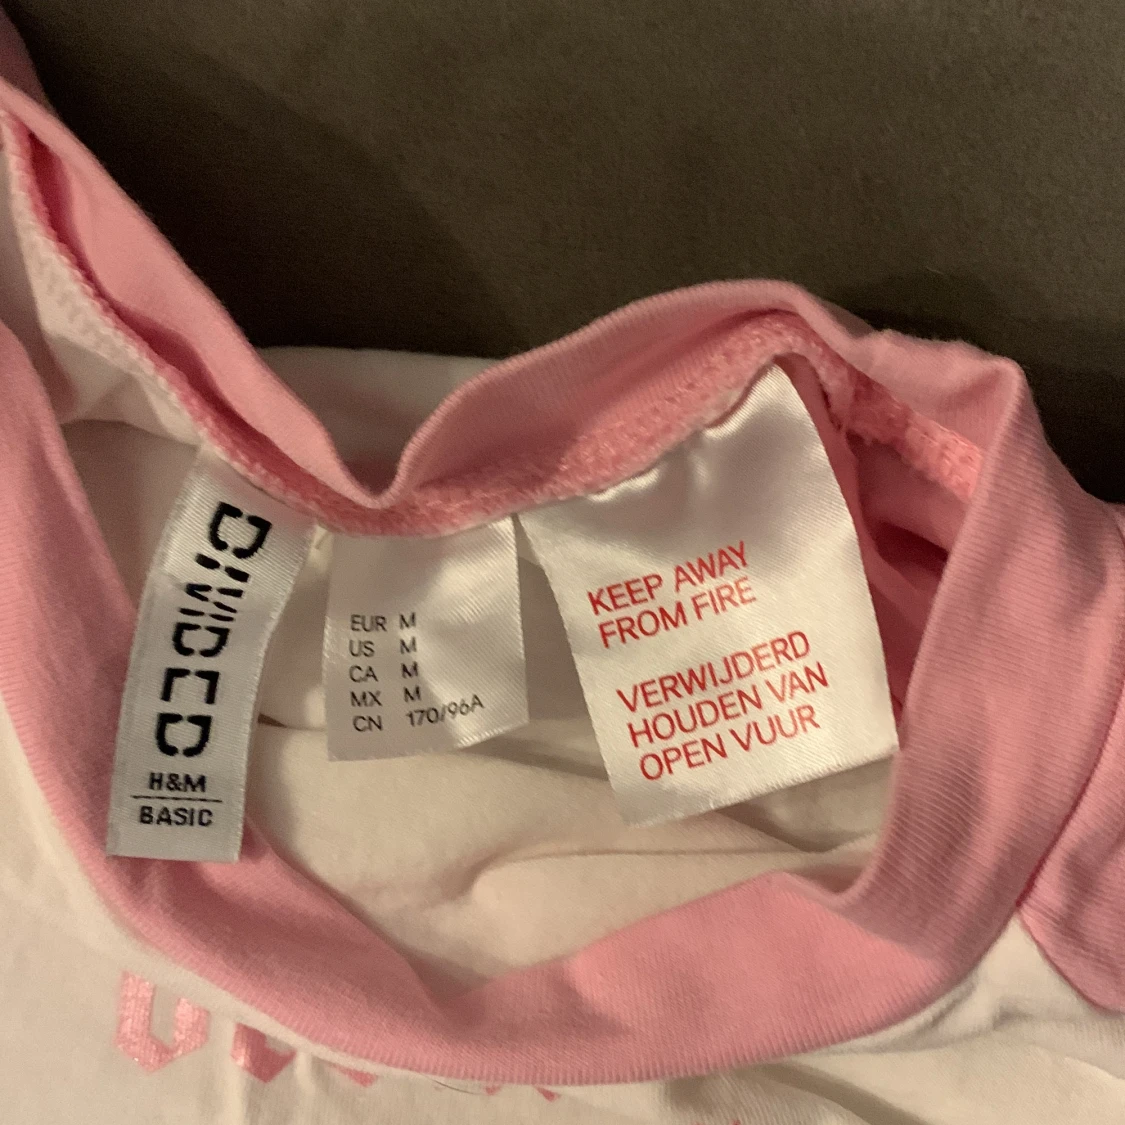 DIVIDED
H&M
BASIC
EUR M
US M
CA M
MX M
CN 170/96A
KEEP AWAY
FROM FIRE
VERWIJDERD
HOUDEN VAN
OPEN VUUR